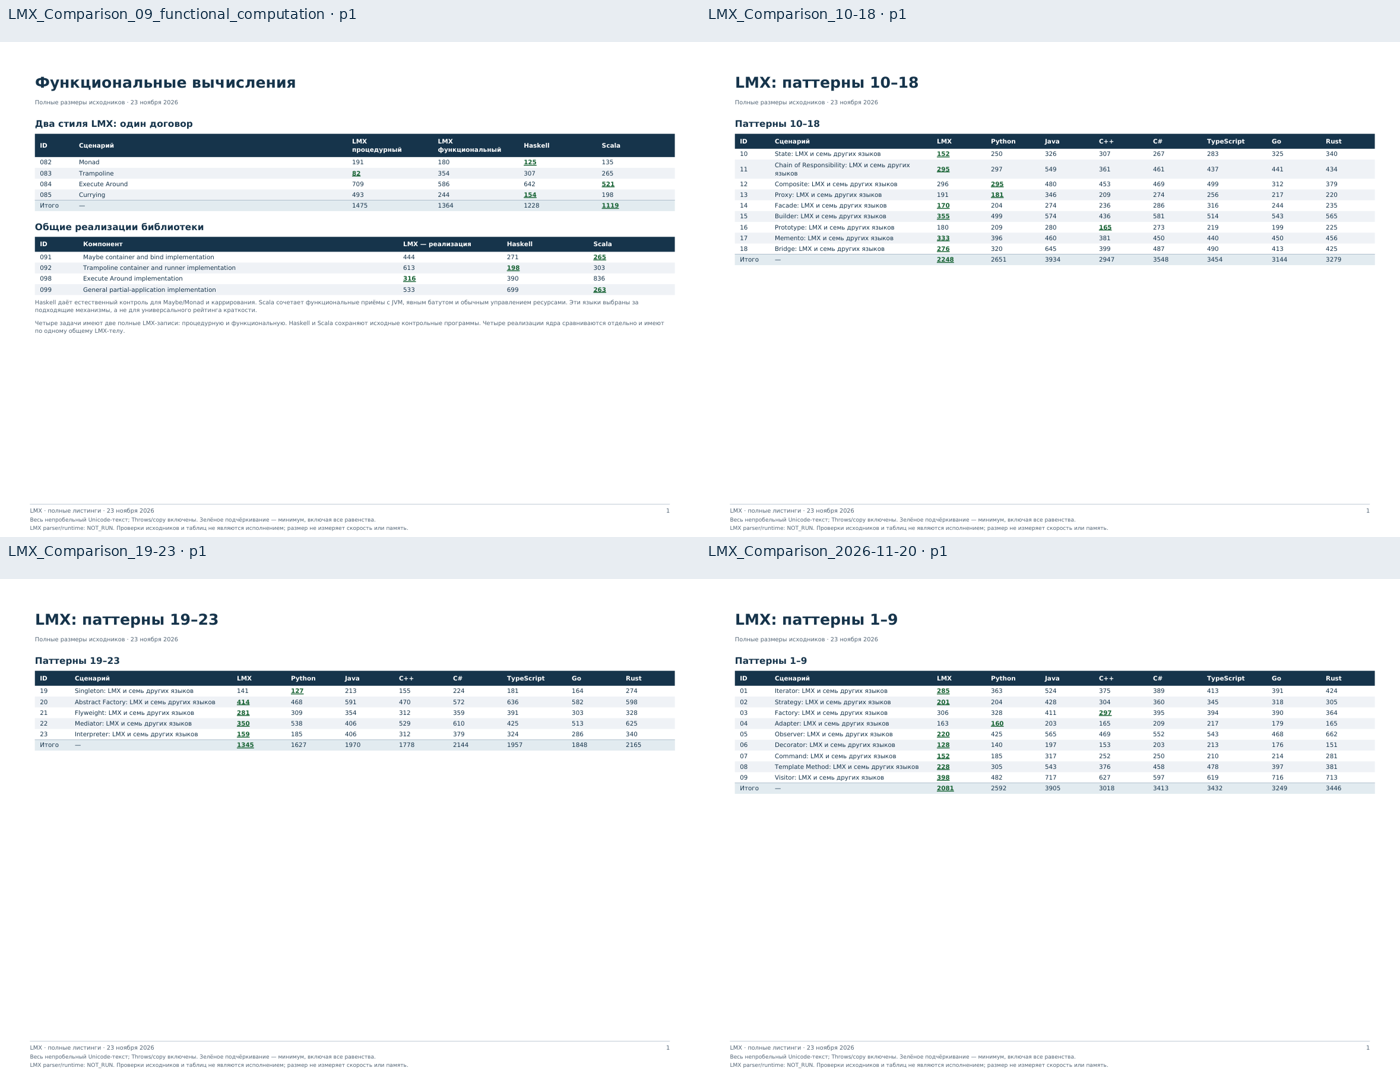 LMX_Comparison_09_functional_computation · p1
Функциональные вычисления
Полные размеры исходников · 23 ноября 2026
Два стиля LMX: один договор
ID Сценарий LMX процедурный LMX функциональный Haskell Scala
082 Monad 191 180 125 135
083 Trampoline 82 354 307 265
084 Execute Around 709 586 642 521
085 Currying 493 244 154 198
Итого — 1475 1364 1228 1119
Общие реализации библиотеки
ID Компонент LMX — реализация Haskell Scala
091 Maybe container and bind implementation 444 271 265
092 Trampoline container and runner implementation 613 198 303
098 Execute Around implementation 316 390 836
099 General partial-application implementation 533 699 263
Haskell даёт естественный контроль для Maybe/Monad и каррирования. Scala сочетает функциональные приёмы с JVM, явным батутом и обычным управлением ресурсами. Эти языки выбраны за
подходящие механизмы, а не для универсального рейтинга краткости.
Четыре задачи имеют две полные LMX-записи: процедурную и функциональную. Haskell и Scala сохраняют исходные контрольные программы. Четыре реализации ядра сравниваются отдельно и имеют
по одному общему LMX-телу.
LMX · полные листинги · 23 ноября 2026 1
Весь непробельный Unicode-текст; Throws/copy включены. Зелёное подчёркивание — минимум, включая все равенства.
LMX parser/runtime: NOT_RUN. Проверки исходников и таблиц не являются исполнением; размер не измеряет скорость или память.
LMX_Comparison_10-18 · p1
LMX: паттерны 10–18
Полные размеры исходников · 23 ноября 2026
Паттерны 10–18
ID Сценарий LMX Python Java C++ C# TypeScript Go Rust
10 State: LMX и семь других языков 152 250 326 307 267 283 325 340
11 Chain of Responsibility: LMX и семь других языков 295 297 549 361 461 437 441 434
12 Composite: LMX и семь других языков 296 295 480 453 469 499 312 379
13 Proxy: LMX и семь других языков 191 181 346 209 274 256 217 220
14 Facade: LMX и семь других языков 170 204 274 236 286 316 244 235
15 Builder: LMX и семь других языков 355 499 574 436 581 514 543 565
16 Prototype: LMX и семь других языков 180 209 280 165 273 219 199 225
17 Memento: LMX и семь других языков 333 396 460 381 450 440 450 456
18 Bridge: LMX и семь других языков 276 320 645 399 487 490 413 425
Итого — 2248 2651 3934 2947 3548 3454 3144 3279
LMX · полные листинги · 23 ноября 2026 1
Весь непробельный Unicode-текст; Throws/copy включены. Зелёное подчёркивание — минимум, включая все равенства.
LMX parser/runtime: NOT_RUN. Проверки исходников и таблиц не являются исполнением; размер не измеряет скорость или память.
LMX_Comparison_19-23 · p1
LMX: паттерны 19–23
Полные размеры исходников · 23 ноября 2026
Паттерны 19–23
ID Сценарий LMX Python Java C++ C# TypeScript Go Rust
19 Singleton: LMX и семь других языков 141 127 213 155 224 181 164 274
20 Abstract Factory: LMX и семь других языков 414 468 591 470 572 636 582 598
21 Flyweight: LMX и семь других языков 281 309 354 312 359 391 303 328
22 Mediator: LMX и семь других языков 350 538 406 529 610 425 513 625
23 Interpreter: LMX и семь других языков 159 185 406 312 379 324 286 340
Итого — 1345 1627 1970 1778 2144 1957 1848 2165
LMX · полные листинги · 23 ноября 2026 1
Весь непробельный Unicode-текст; Throws/copy включены. Зелёное подчёркивание — минимум, включая все равенства.
LMX parser/runtime: NOT_RUN. Проверки исходников и таблиц не являются исполнением; размер не измеряет скорость или память.
LMX_Comparison_2026-11-20 · p1
LMX: паттерны 1–9
Полные размеры исходников · 23 ноября 2026
Паттерны 1–9
ID Сценарий LMX Python Java C++ C# TypeScript Go Rust
01 Iterator: LMX и семь других языков 285 363 524 375 389 413 391 424
02 Strategy: LMX и семь других языков 201 204 428 304 360 345 318 305
03 Factory: LMX и семь других языков 306 328 411 297 395 394 390 364
04 Adapter: LMX и семь других языков 163 160 203 165 209 217 179 165
05 Observer: LMX и семь других языков 220 425 565 469 552 543 468 662
06 Decorator: LMX и семь других языков 128 140 197 153 203 213 176 151
07 Command: LMX и семь других языков 152 185 317 252 250 210 214 281
08 Template Method: LMX и семь других языков 228 305 543 376 458 478 397 381
09 Visitor: LMX и семь других языков 398 482 717 627 597 619 716 713
Итого — 2081 2592 3905 3018 3413 3432 3249 3446
LMX · полные листинги · 23 ноября 2026 1
Весь непробельный Unicode-текст; Throws/copy включены. Зелёное подчёркивание — минимум, включая все равенства.
LMX parser/runtime: NOT_RUN. Проверки исходников и таблиц не являются исполнением; размер не измеряет скорость или память.